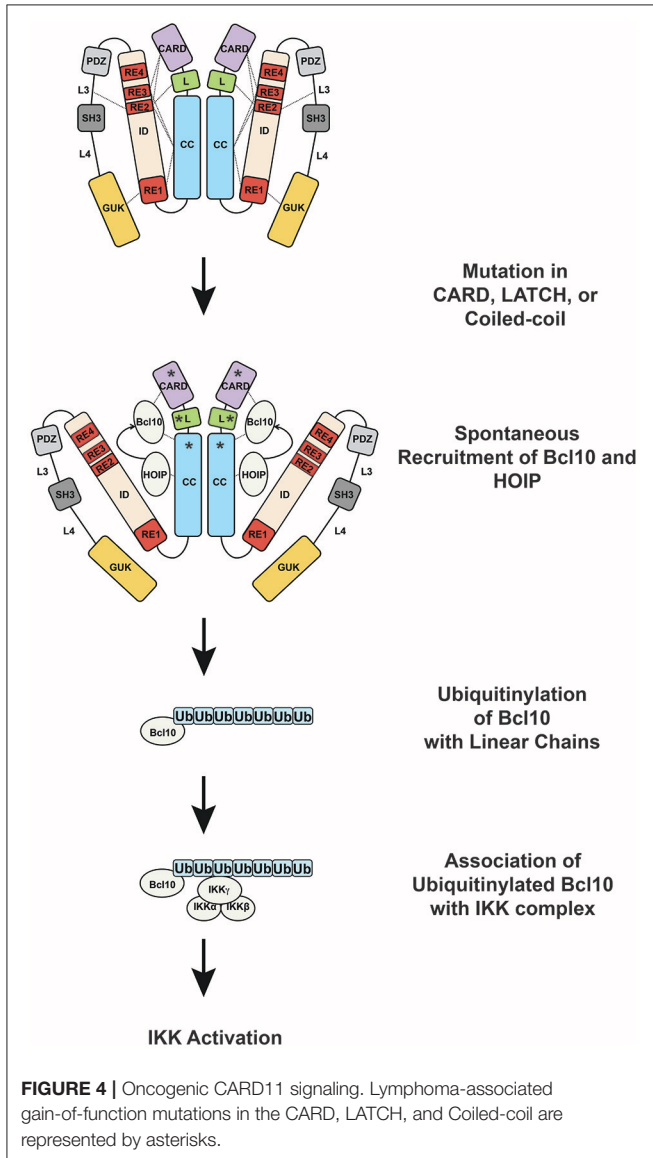 CARD CARD
PDZ PDZ
RE4 RE4
L3 RE3 L L RE3 L3
RE2 RE2
SH3 SH3
ID CC CC ID
L4 L4
RE1 RE1
GUK GUK
Mutation in
CARD, LATCH, or
Coiled-coil
* *
CARD CARD
Bcl10 *L L* Bcl10
PDZ RE4 RE4 PDZ
* *
L3 RE3 RE3 L3
RE2 HOIP CC CC HOIP RE2
SH3 ID ID SH3
L4 L4
RE1 RE1
GUK GUK
Spontaneous
Recruitment of Bcl10 and
HOIP
UbUbUbUbUbUbUb
Bcl10
Ubiquitinylation
of Bcl10
with Linear Chains
UbUbUbUbUbUbUb
Bcl10
IKKγ
IKKα IKKβ
Association of
Ubiquitinylated Bcl10
with IKK complex
IKK Activation
FIGURE 4 | Oncogenic CARD11 signaling. Lymphoma-associated
gain-of-function mutations in the CARD, LATCH, and Coiled-coil are
represented by asterisks.